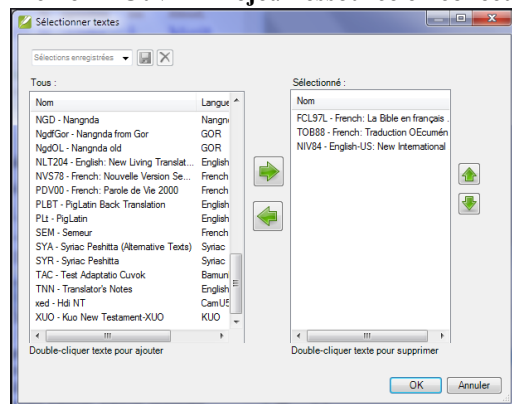 Sélectionner textes
Sélections enregistrées
Tous :
Nom Langue
NGD - Nangnda Nangn
NgdfGor - Nangnda from Gor GOR
NgdOL - Nangnda old GOR
NLT204 - English: New Living Translat... English
NVS78 - French: Nouvelle Version Se... French
PDV00 - French: Parole de Vie 2000 French
PLBT - PigLatin Back Translation English
PLt - PigLatin English
SEM - Semeur French
SYA - Syriac Peshitta (Alternative Texts) Syriac
SYR - Syriac Peshitta Syriac
TAC - Test Adaptatio Cuvok Bamun
TNN - Translator's Notes English
xed - Hdi NT CamUS
XUO - Kuo New Testament-XUO KUO
Double-cliquer texte pour ajouter
Sélectionné :
Nom
FCL97L - French: La Bible en français
TOB88 - French: Traduction OEcumén
NIV84 - English-US: New International
Double-cliquer texte pour supprimer
OK Annuler